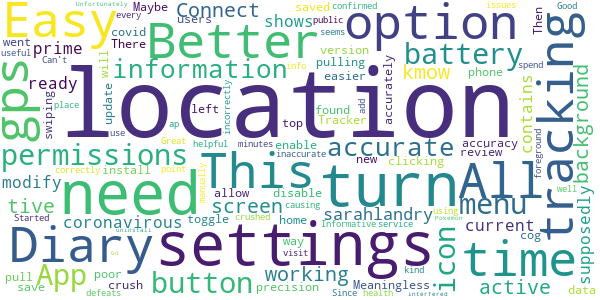 location
Easy
Better
option
every
Unfortunately
confirmed
issues
public
Maybe
Connect
shows
saved
users
covid
battery
prime
There
will
version
phone
Then
Good
seems
Can't
spend
useful
went
information
pulling
easier
kmow
accurately
info
gps
swiping
ready
update
place
ap
left
found
Tracker
add
incorrectly
top
accuracy
review
contains
background
tracking
use
Great
helpful
minutes
enable
new
inaccurate
clicking
foreground
permissions
correctly
install
point
manually
allow
disable
causing
using
Pokemon
accurate
This
turn
All
menu
well
need
modify
tive
screen
sarahlandry
supposedly
coronavirous
toggle
crushed
home
Informative
service
current
cog
Started
Uninstall
so
way
visit
icon
time
Diary
settings
App
button
working
Meaningless
active
pull
poor
crush
precision
Since
health
kind
interfered
data
save
defeats